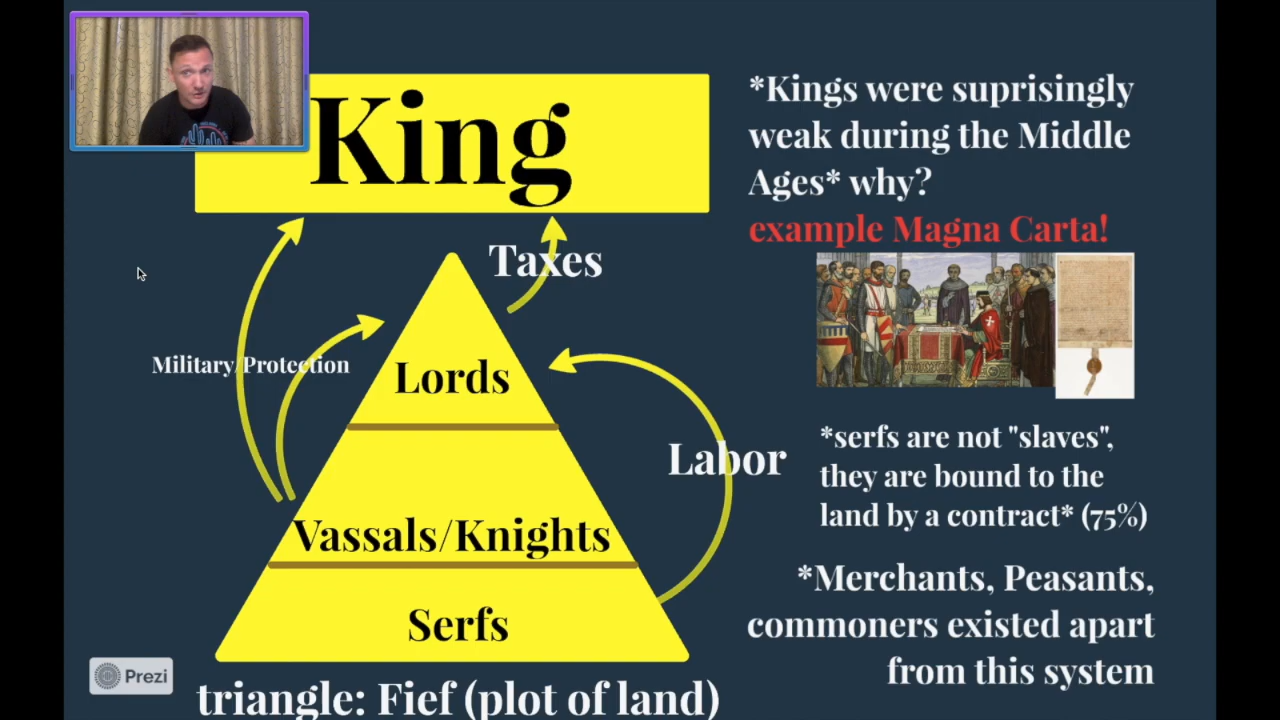 King
*Kings were suprisingly
weak during the Middle
Ages* why?
example Magna Carta!
Taxes
Military/Protection
Lords
Labor
*serfs are not "slaves",
they are bound to the
land by a contract* (75%)
Vassals/Knights
*Merchants, Peasants,
commoners existed apart
from this system
Serfs
Prezi
triangle: Fief (plot of land)